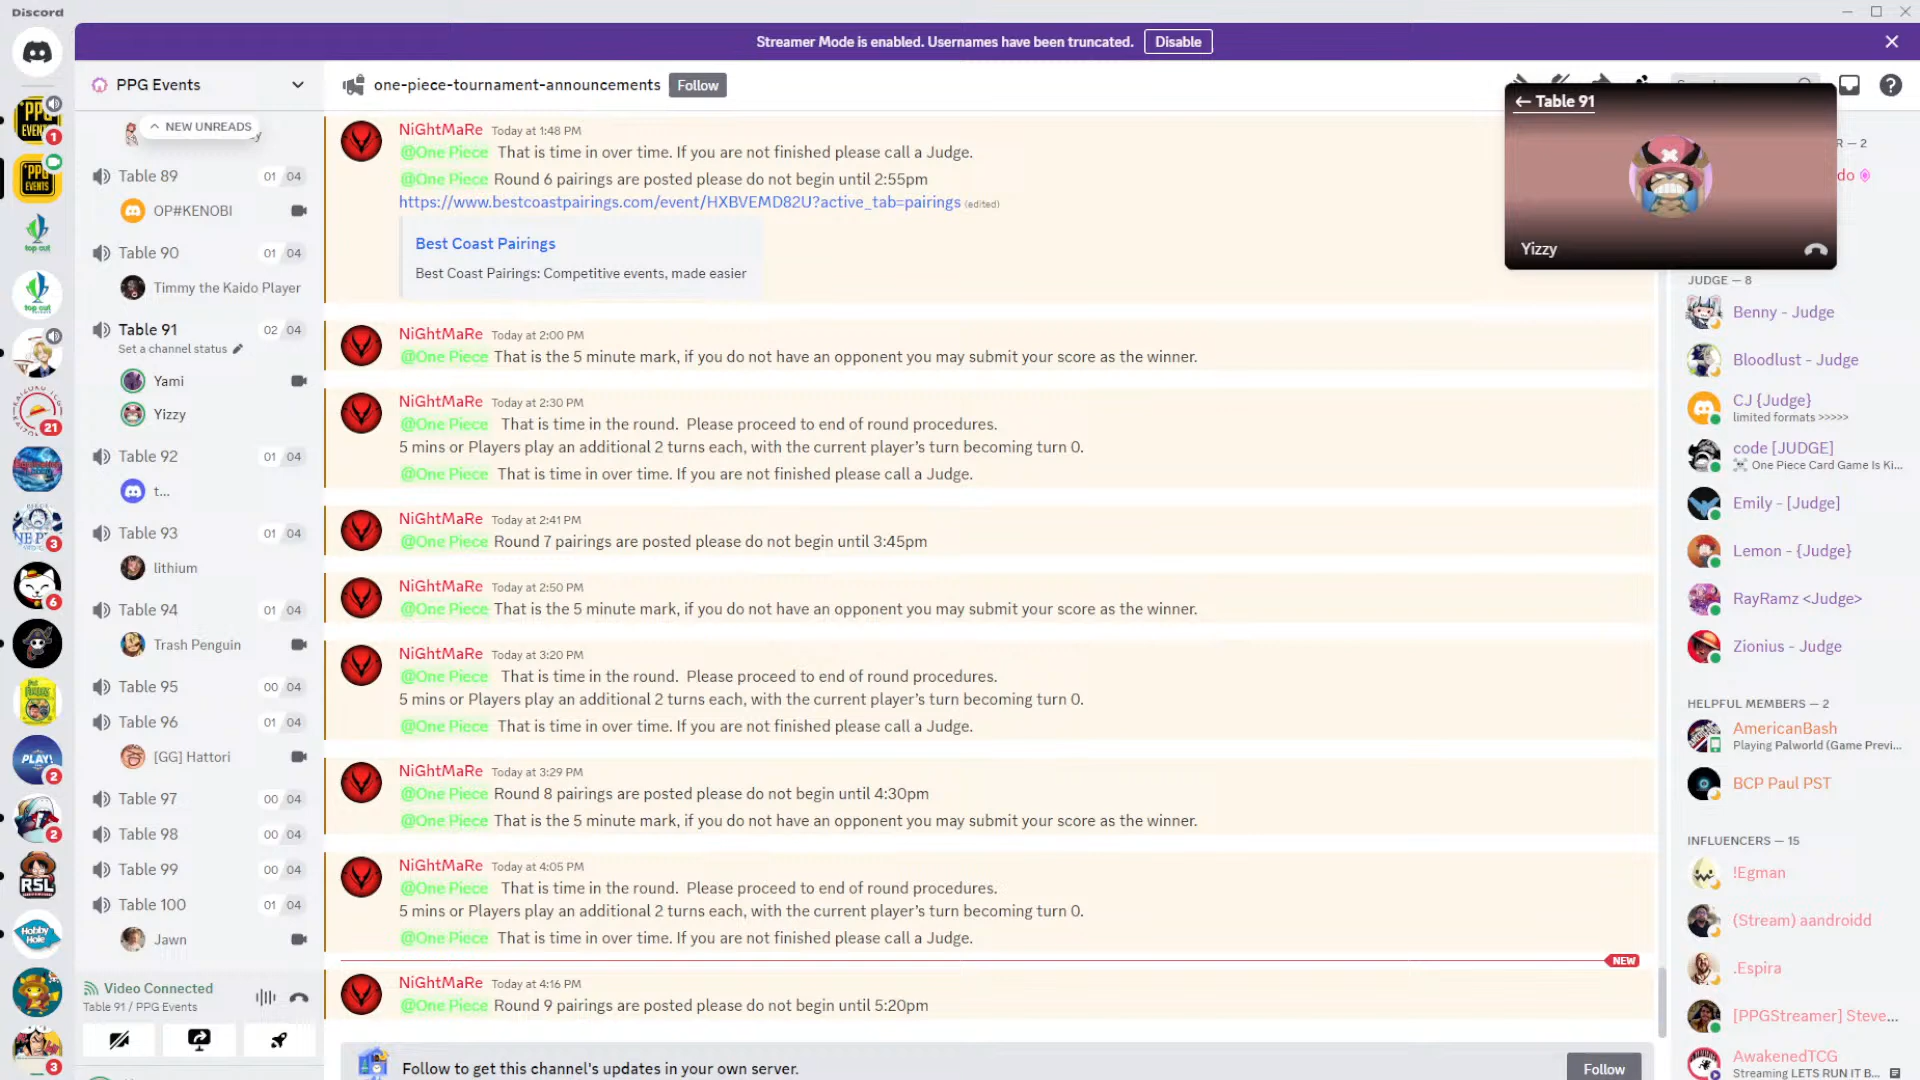 Discord
Streamer Mode is enabled. Usernames have been truncated.
Disable
PPG Events
NEW UNREADS
Table 89
01 04
OP#KENOBI
Table 90
01 04
Timmy the Kaido Player
Table 91
02 04
Set a channel status
Yami
Yizzy
Table 92
01 04
t...
Table 93
01 04
lithium
Table 94
01 04
Trash Penguin
Table 95
00 04
Table 96
01 04
[GG] Hattori
Table 97
00 04
Table 98
00 04
Table 99
00 04
Table 100
01 04
Jawn
Video Connected
Table 91 / PPG Events
one-piece-tournament-announcements
Follow
NiGhtMaRe Today at 1:48 PM
@One Piece That is time in over time. If you are not finished please call a Judge.
@One Piece Round 6 pairings are posted please do not begin until 2:55pm
https://www.bestcoastpairings.com/event/HXBVEMD82U?active_tab=pairings (edited)
Best Coast Pairings
Best Coast Pairings: Competitive events, made easier
NiGhtMaRe Today at 2:00 PM
@One Piece That is the 5 minute mark, if you do not have an opponent you may submit your score as the winner.
NiGhtMaRe Today at 2:30 PM
@One Piece That is time in the round. Please proceed to end of round procedures.
5 mins or Players play an additional 2 turns each, with the current player's turn becoming turn 0.
@One Piece That is time in over time. If you are not finished please call a Judge.
NiGhtMaRe Today at 2:41 PM
@One Piece Round 7 pairings are posted please do not begin until 3:45pm
NiGhtMaRe Today at 2:50 PM
@One Piece That is the 5 minute mark, if you do not have an opponent you may submit your score as the winner.
NiGhtMaRe Today at 3:20 PM
@One Piece That is time in the round. Please proceed to end of round procedures.
5 mins or Players play an additional 2 turns each, with the current player's turn becoming turn 0.
@One Piece That is time in over time. If you are not finished please call a Judge.
NiGhtMaRe Today at 3:29 PM
@One Piece Round 8 pairings are posted please do not begin until 4:30pm
@One Piece That is the 5 minute mark, if you do not have an opponent you may submit your score as the winner.
NiGhtMaRe Today at 4:05 PM
@One Piece That is time in the round. Please proceed to end of round procedures.
5 mins or Players play an additional 2 turns each, with the current player's turn becoming turn 0.
@One Piece That is time in over time. If you are not finished please call a Judge.
NEW
NiGhtMaRe Today at 4:16 PM
@One Piece Round 9 pairings are posted please do not begin until 5:20pm
Follow to get this channel's updates in your own server.
Follow
Table 91
Yizzy
R — 2
do
JUDGE — 8
Benny - Judge
Bloodlust - Judge
CJ {Judge}
limited formats >>>>>
code [JUDGE]
One Piece Card Game Is Ki...
Emily - [Judge]
Lemon - {Judge}
RayRamz <Judge>
Zionius - Judge
HELPFUL MEMBERS — 2
AmericanBash
Playing Palworld (Game Previ...
BCP Paul PST
INFLUENCERS — 15
!Egman
(Stream) aandroidd
.Espira
[PPGStreamer] Steve...
AwakenedTCG
Streaming LETS RUN IT B...
PPG
EVENTS
1
PPG
EVENTS
top cut
top cut
21
3
6
PLAY!
2
2
RSL
Hobby
Hole
3